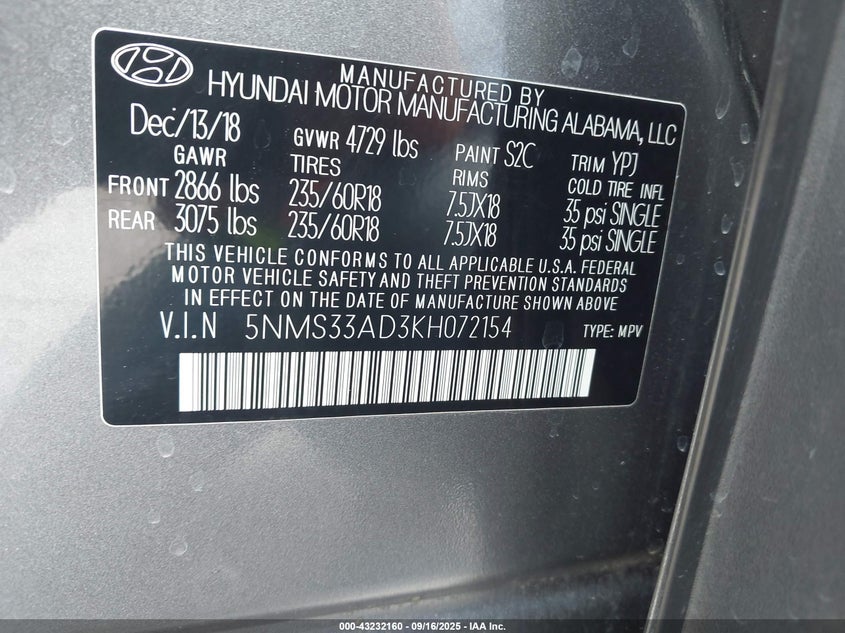 MANUFACTURED BY
HYUNDAI MOTOR MANUFACTURING ALABAMA, LLC
Dec/13/18 GVWR 4729 lbs PAINT S2C TRIM YPJ
GAWR TIRES RIMS COLD TIRE INFL
FRONT 2866 lbs 235/60R18 7.5JX18 35 psi SINGLE
REAR 3075 lbs 235/60R18 7.5JX18 35 psi SINGLE
THIS VEHICLE CONFORMS TO ALL APPLICABLE U.S.A. FEDERAL
MOTOR VEHICLE SAFETY AND THEFT PREVENTION STANDARDS
IN EFFECT ON THE DATE OF MANUFACTURE SHOWN ABOVE
V.I.N 5NMS33AD3KH072154 TYPE: MPV
000-43232160 - 09/16/2025 - IAA Inc.